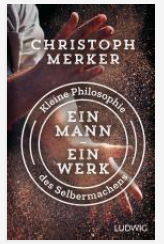 CHRISTOPH
MERKER
Kleine Philosophie
EIN
MANN
EIN
WERK
des Selbermachens
LUDWIG